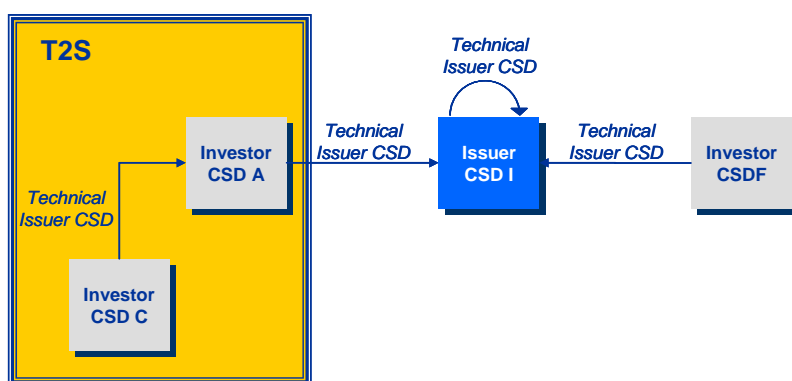 T2S
Technical
Issuer CSD
Technical
Issuer CSD
Technical
Issuer CSD
Investor
CSD A
Issuer
CSD I
Investor
CSDF
Technical
Issuer CSD
Investor
CSD C